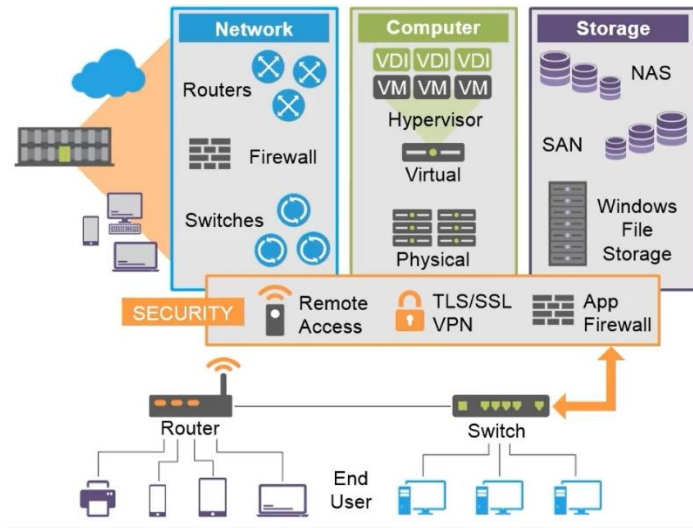 Network
Routers
Firewall
Switches
Computer
VDI VDI VDI
VM VM VM
Hypervisor
Virtual
Physical
Storage
NAS
SAN
Windows
File
Storage
SECURITY
Remote
Access
TLS/SSL
VPN
App
Firewall
Router
Switch
End
User